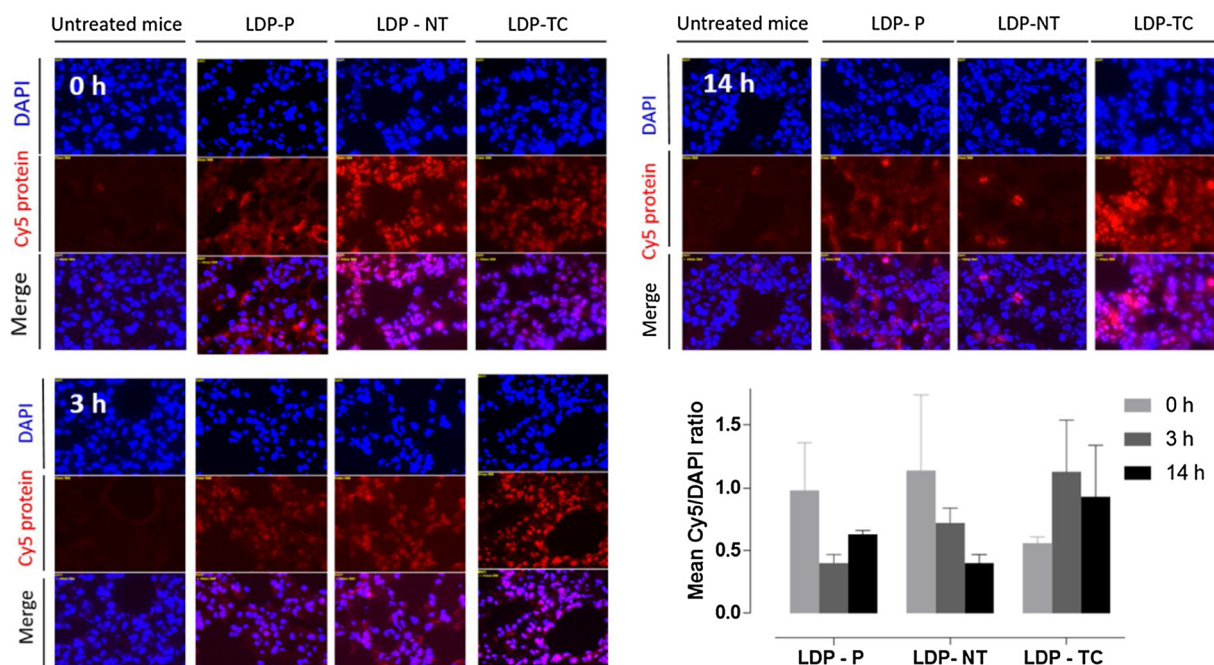 Untreated mice LDP-P LDP - NT LDP-TC
0 h
DAPI
Cy5 protein
Merge
3 h
DAPI
Cy5 protein
Merge
Untreated mice LDP- P LDP-NT LDP-TC
14 h
DAPI
Cy5 protein
Merge
Mean Cy5/DAPI ratio
1.5
1.0
0.5
0.0
0 h
3 h
14 h
LDP - P LDP- NT LDP - TC